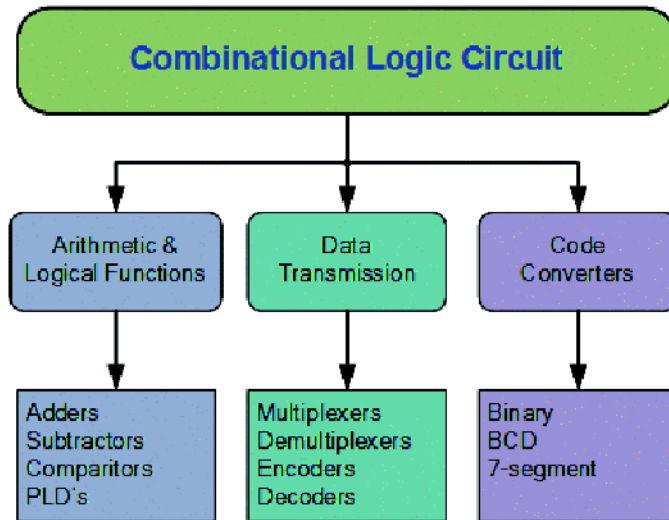 Combinational Logic Circuit
Arithmetic &
Logical Functions
Data
Transmission
Code
Converters
Adders
Subtractors
Comparitors
PLD's
Multiplexers
Demultiplexers
Encoders
Decoders
Binary
BCD
7-segment